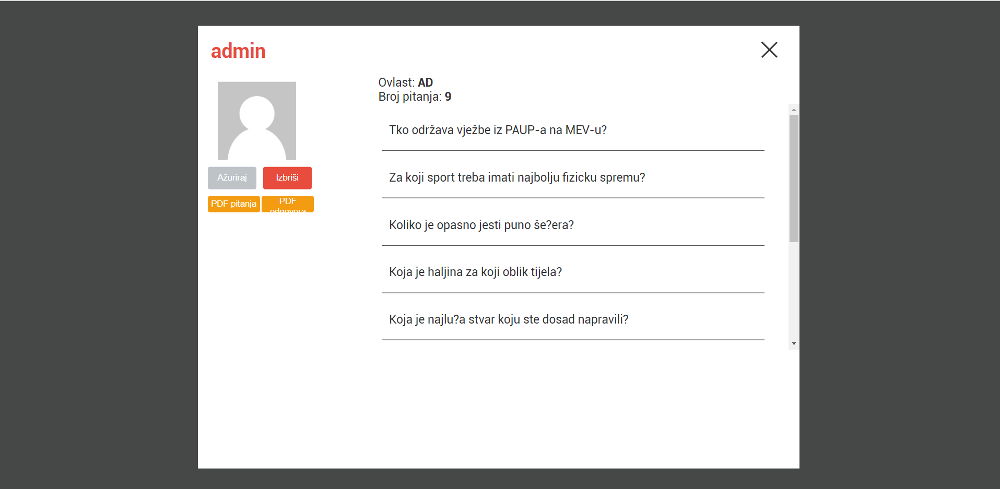 admin
Ovlast: AD
Broj pitanja: 9
Tko održava vježbe iz PAUP-a na MEV-u?
Za koji sport treba imati najbolju fizicku spremu?
Koliko je opasno jesti puno še?era?
Koja je haljina za koji oblik tijela?
Koja je najlu?a stvar koju ste dosad napravili?
Ažuriraj
Izbriši
PDF pitanja
PDF
odgovora